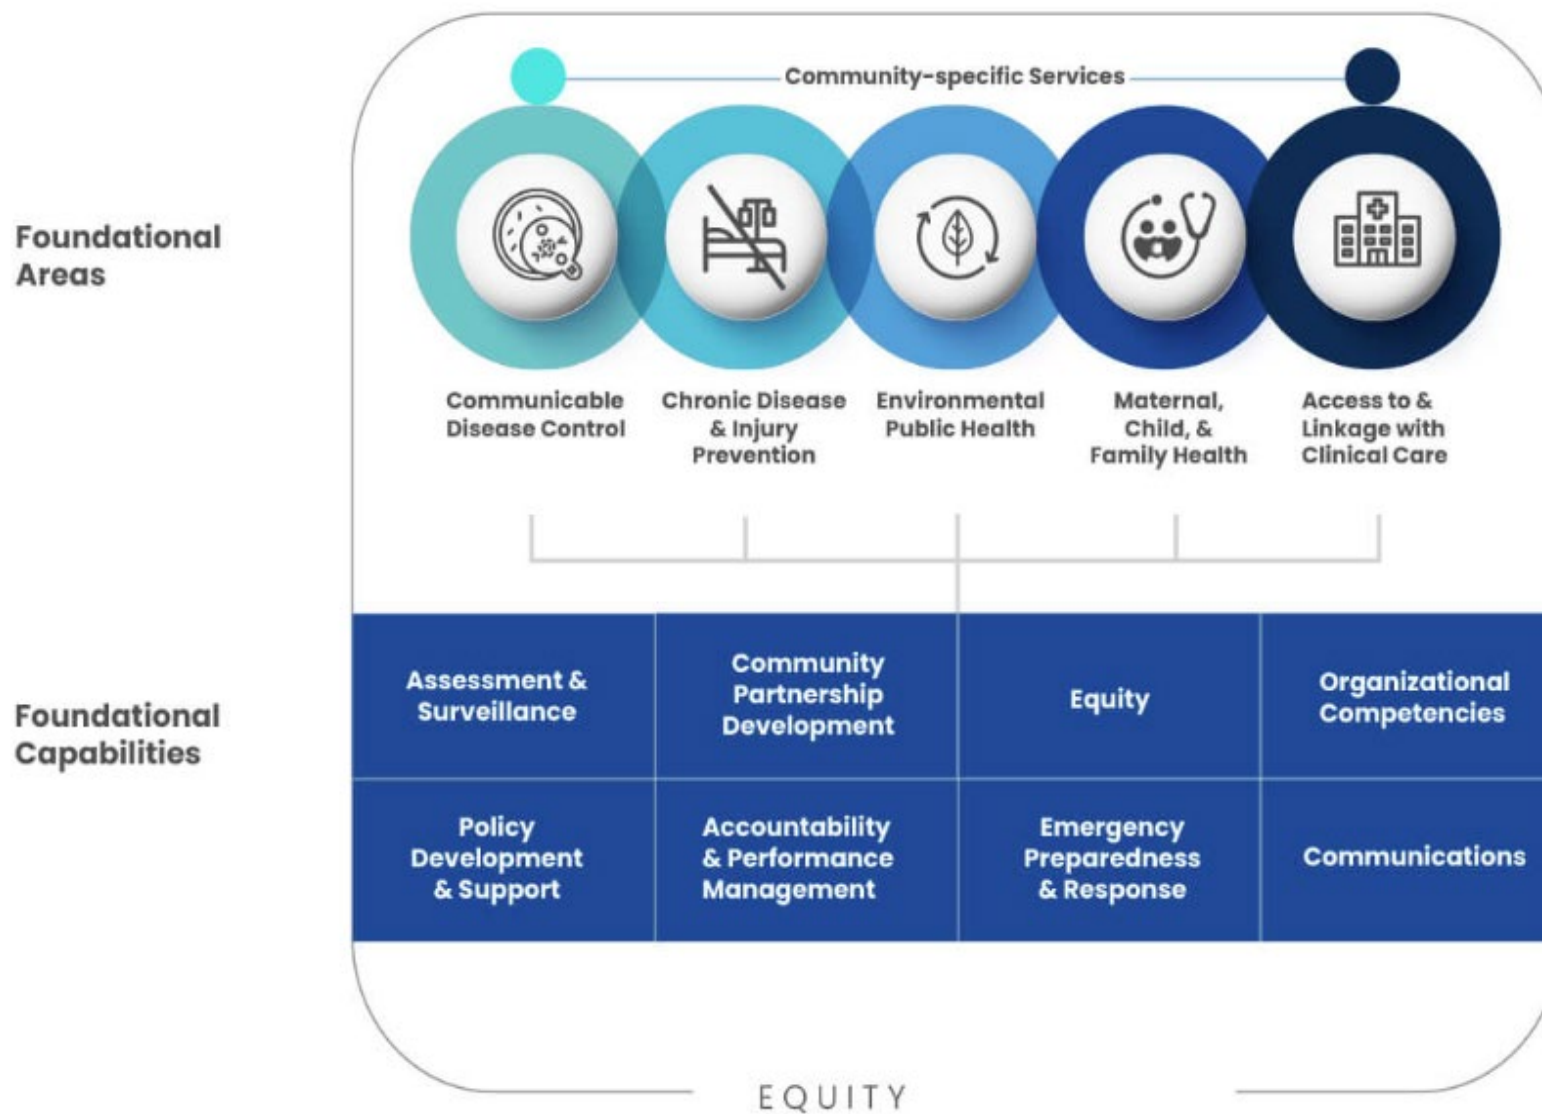 Community-specific Services
Foundational
Areas
Communicable
Disease Control
Chronic Disease
& Injury
Prevention
Environmental
Public Health
Maternal,
Child, &
Family Health
Access to &
Linkage with
Clinical Care
Foundational
Capabilities
Assessment &
Surveillance
Community
Partnership
Development
Equity
Organizational
Competencies
Policy
Development
& Support
Accountability
& Performance
Management
Emergency
Preparedness
& Response
Communications
EQUITY